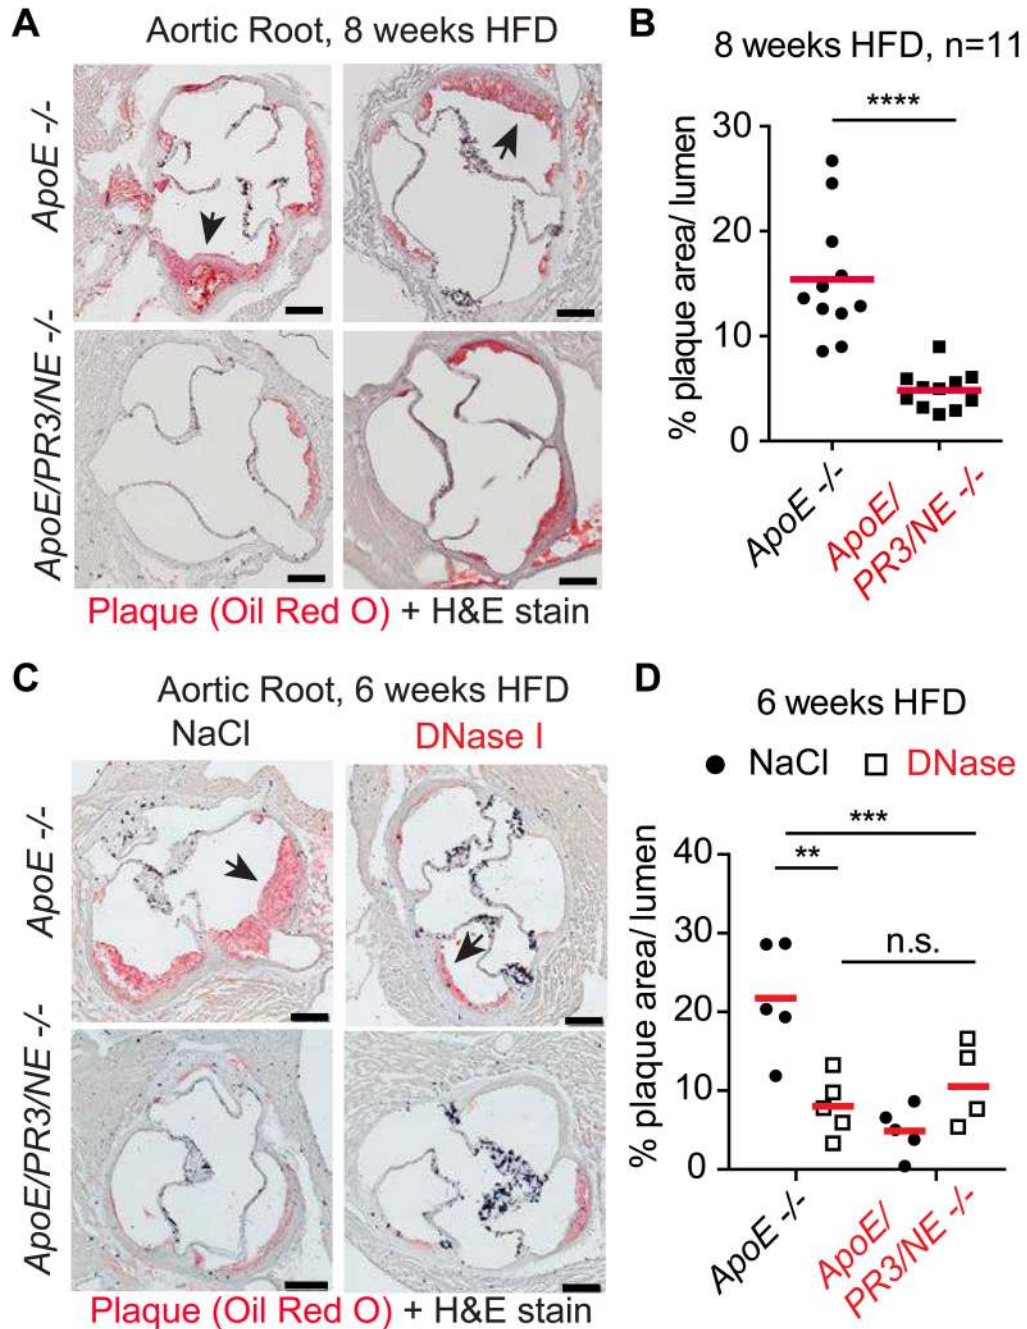 A
Aortic Root, 8 weeks HFD
ApoE -/-
ApoE/PR3/NE -/-
Plaque (Oil Red O) + H&E stain
B
8 weeks HFD, n=11
****
% plaque area/ lumen
30
20
10
0
ApoE -/-
ApoE/
PR3/NE -/-
C
Aortic Root, 6 weeks HFD
NaCl
DNase I
ApoE -/-
ApoE/PR3/NE -/-
Plaque (Oil Red O) + H&E stain
D
6 weeks HFD
NaCl DNase
***
**
n.s.
% plaque area/ lumen
40
30
20
10
0
ApoE -/-
ApoE/
PR3/NE -/-